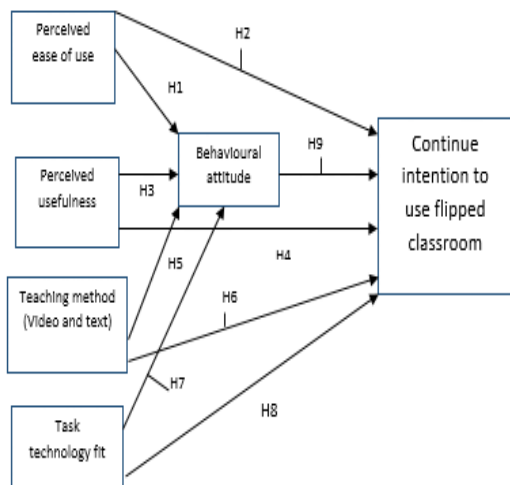 Perceived
ease of use
H2
H1
Behavioural
attitude
H9
Continue
intention to
use flipped
classroom
Perceived
usefulness
H3
H4
H5
Teaching method
(Video and text)
H6
H7
Task
technology fit
H8